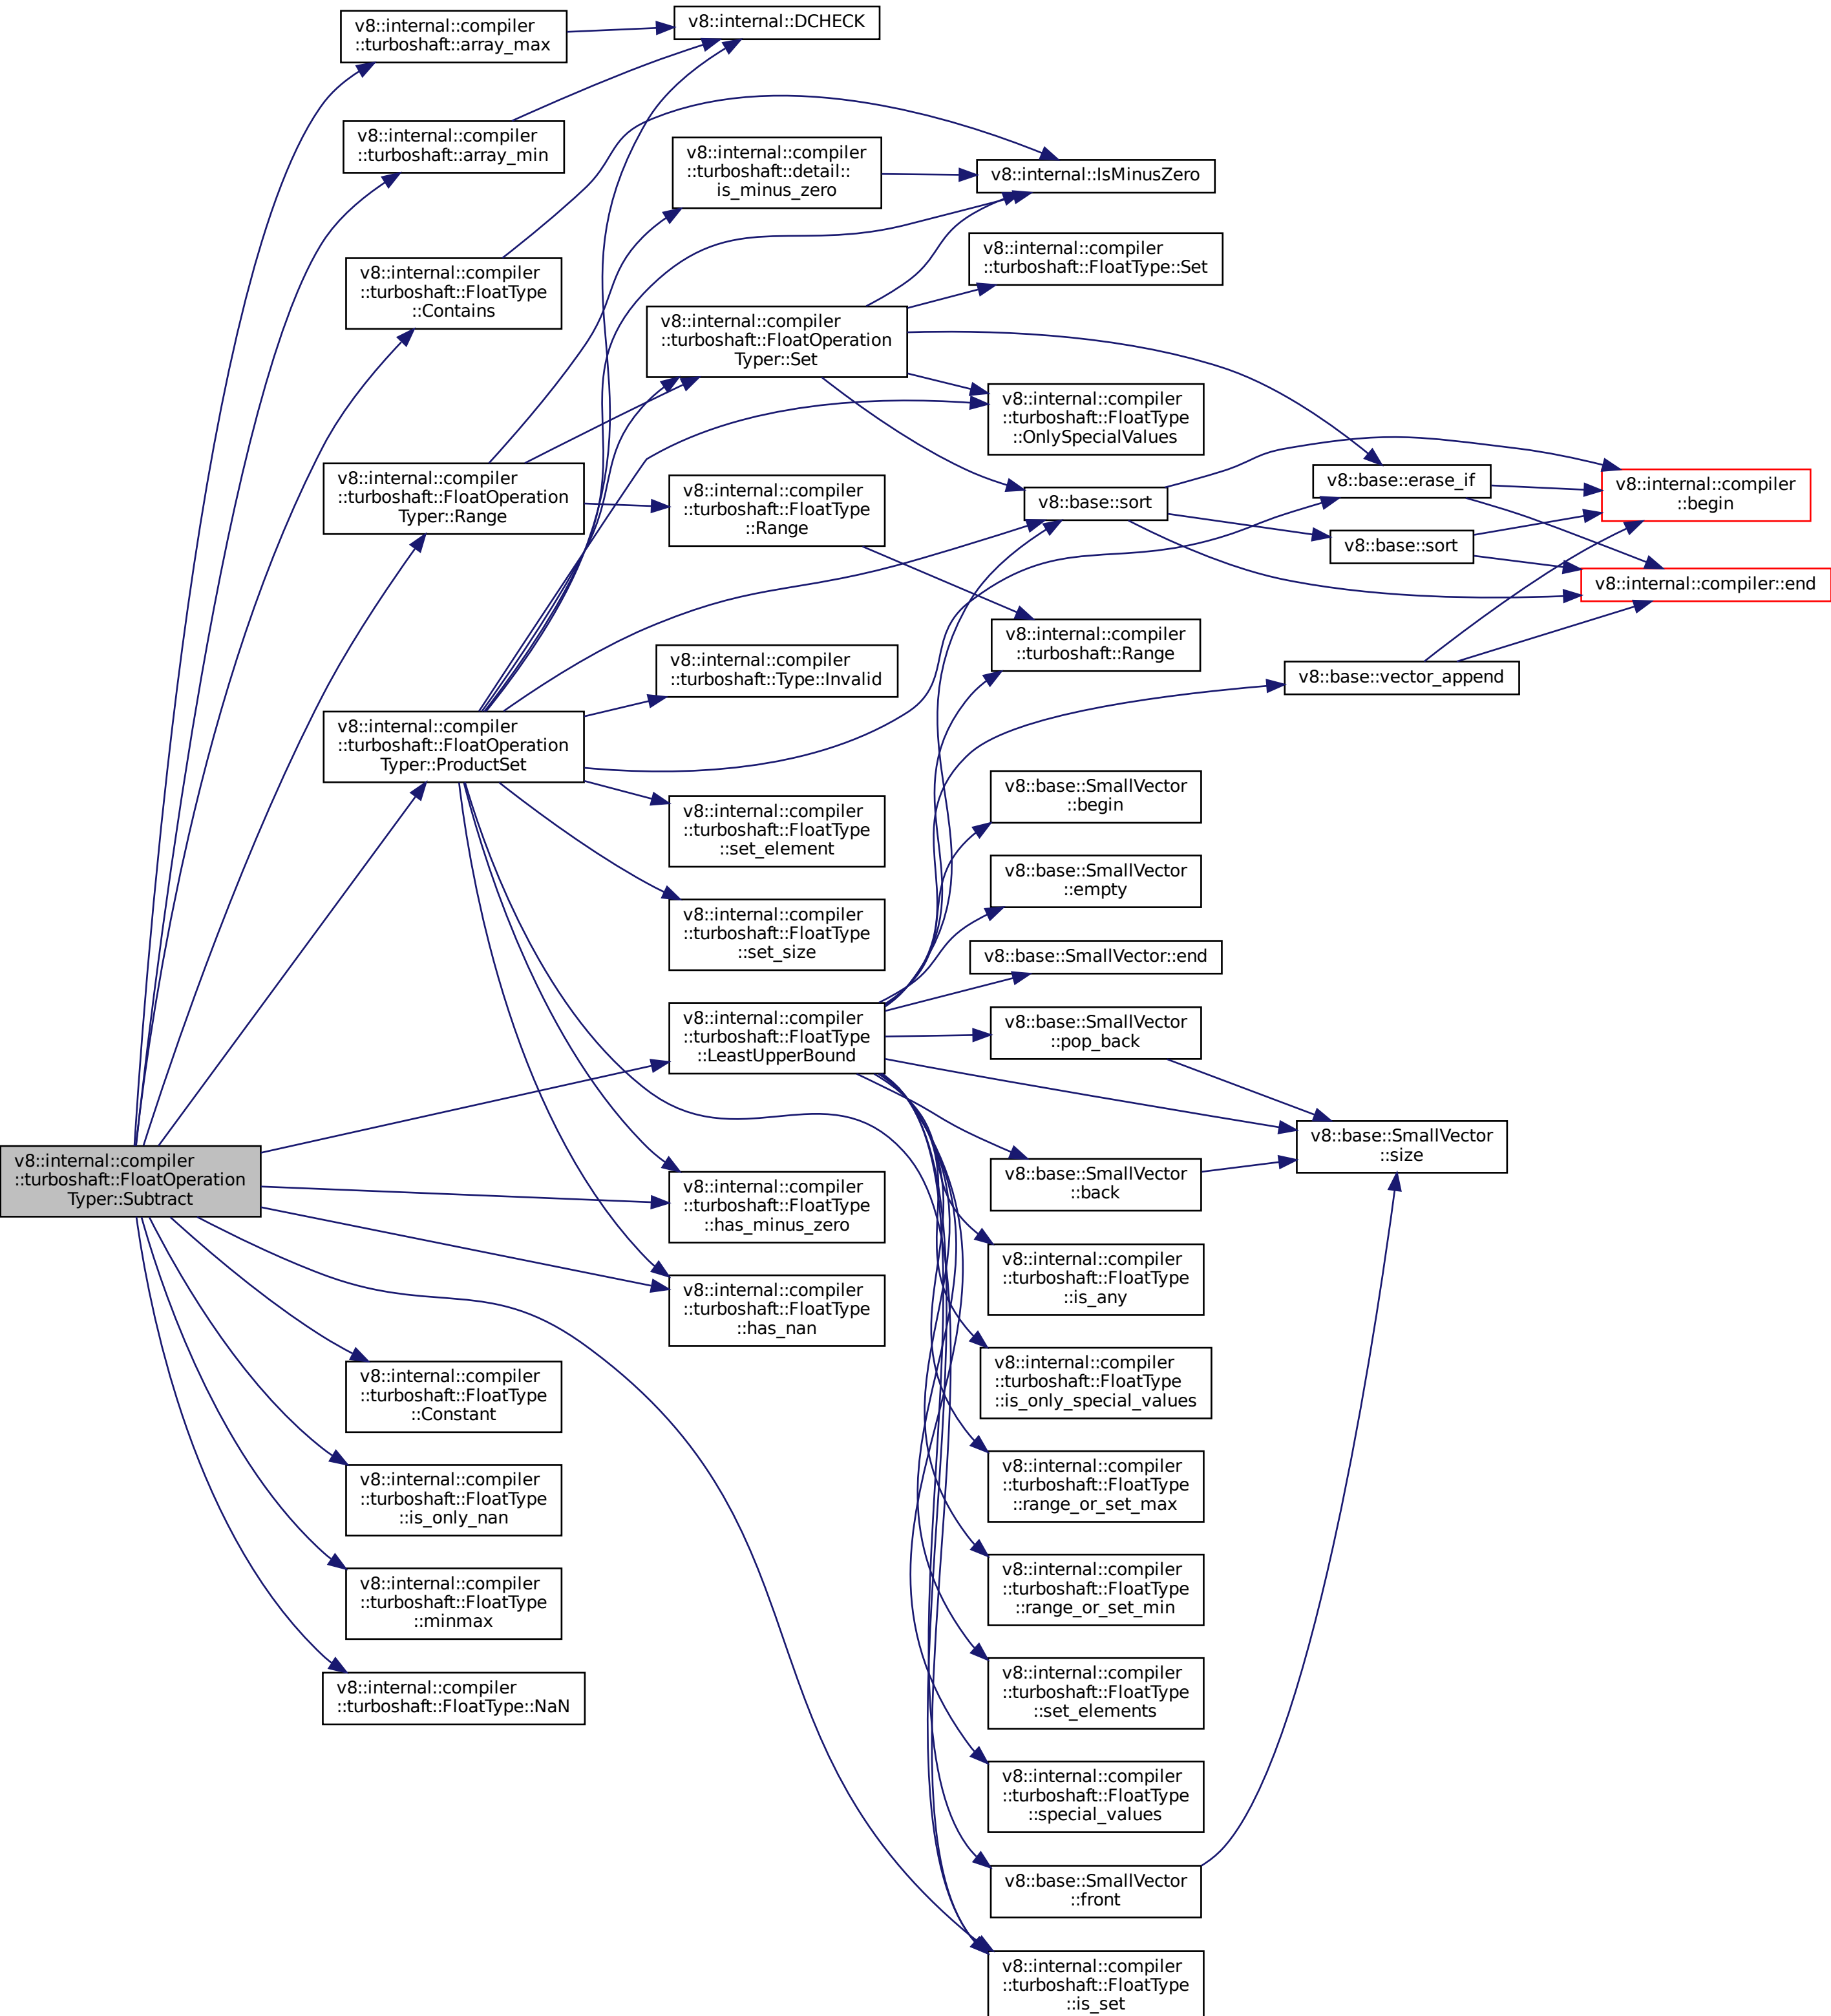 v8::internal::compiler
::turboshaft::array_max
v8::internal::DCHECK
v8::internal::compiler
::turboshaft::array_min
v8::internal::compiler
::turboshaft::detail::
is_minus_zero
v8::internal::IsMinusZero
v8::internal::compiler
::turboshaft::FloatType::Set
v8::internal::compiler
::turboshaft::FloatType
::Contains
v8::internal::compiler
::turboshaft::FloatOperation
Typer::Set
v8::internal::compiler
::turboshaft::FloatType
::OnlySpecialValues
v8::internal::compiler
::turboshaft::FloatOperation
Typer::Range
v8::internal::compiler
::turboshaft::FloatType
::Range
v8::base::sort
v8::base::erase_if
v8::internal::compiler
::begin
v8::base::sort
v8::internal::compiler::end
v8::internal::compiler
::turboshaft::Range
v8::internal::compiler
::turboshaft::Type::Invalid
v8::base::vector_append
v8::internal::compiler
::turboshaft::FloatOperation
Typer::ProductSet
v8::base::SmallVector
::begin
v8::internal::compiler
::turboshaft::FloatType
::set_element
v8::base::SmallVector
::empty
v8::internal::compiler
::turboshaft::FloatType
::set_size
v8::base::SmallVector::end
v8::internal::compiler
::turboshaft::FloatType
::LeastUpperBound
v8::base::SmallVector
::pop_back
v8::base::SmallVector
::size
v8::internal::compiler
::turboshaft::FloatOperation
Typer::Subtract
v8::base::SmallVector
::back
v8::internal::compiler
::turboshaft::FloatType
::has_minus_zero
v8::internal::compiler
::turboshaft::FloatType
::is_any
v8::internal::compiler
::turboshaft::FloatType
::has_nan
v8::internal::compiler
::turboshaft::FloatType
::is_only_special_values
v8::internal::compiler
::turboshaft::FloatType
::Constant
v8::internal::compiler
::turboshaft::FloatType
::range_or_set_max
v8::internal::compiler
::turboshaft::FloatType
::is_only_nan
v8::internal::compiler
::turboshaft::FloatType
::range_or_set_min
v8::internal::compiler
::turboshaft::FloatType
::minmax
v8::internal::compiler
::turboshaft::FloatType
::set_elements
v8::internal::compiler
::turboshaft::FloatType::NaN
v8::internal::compiler
::turboshaft::FloatType
::special_values
v8::base::SmallVector
::front
v8::internal::compiler
::turboshaft::FloatType
::is_set